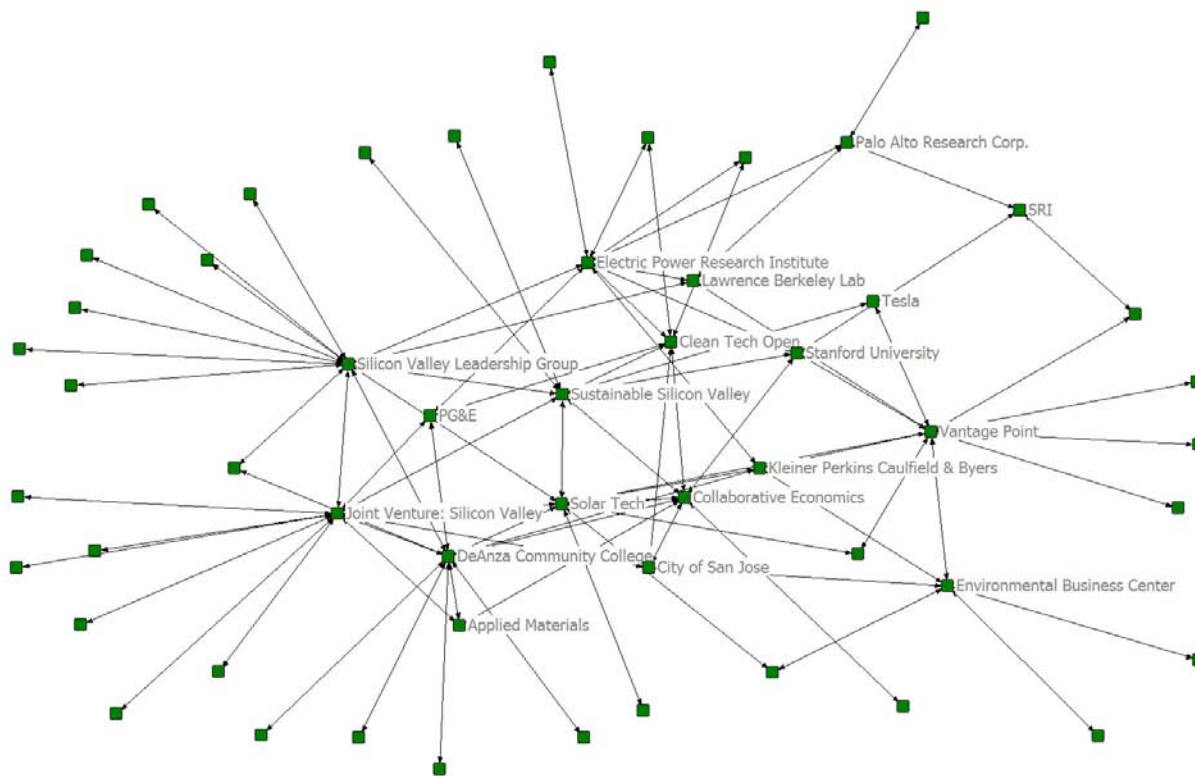 Palo Alto Research Corp.
SRI
Electric Power Research Institute
Lawrence Berkeley Lab
Tesla
Clean Tech Open
Stanford University
Silicon Valley Leadership Group
Sustainable Silicon Valley
PG&E
Vantage Point
Kleiner Perkins Caulfield & Byers
Collaborative Economics
Solar Tech
Joint Venture: Silicon Valley
DeAnza Community College
City of San Jose
Environmental Business Center
Applied Materials